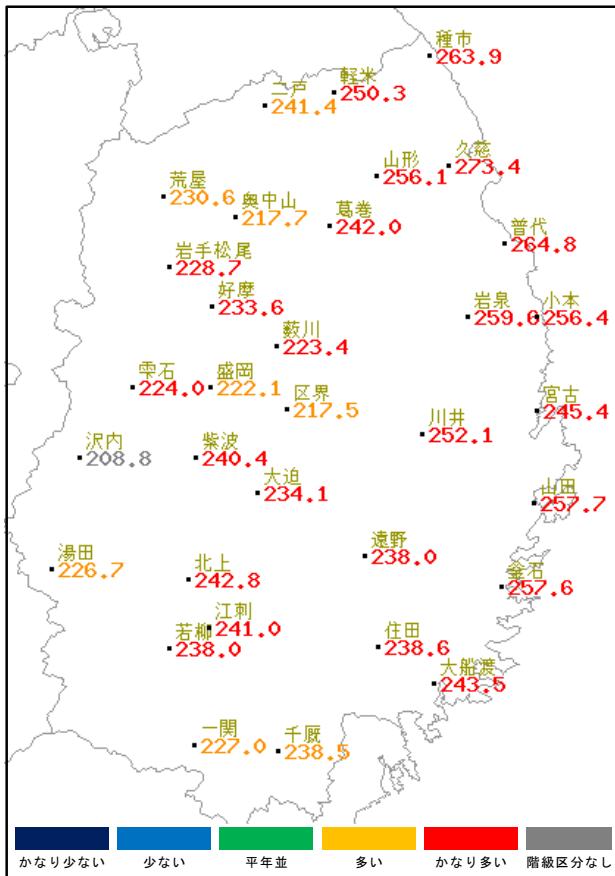 種市
263.9
軽米
250.3
二戸
241.4
久慈
273.4
山形
256.1
荒屋
230.6
奥中山
217.7
葛巻
242.0
普代
264.8
岩手松尾
228.7
好摩
233.6
岩泉
259.6
小本
256.4
薮川
223.4
雫石
224.0
盛岡
222.1
区界
217.5
宮古
245.4
川井
252.1
沢内
208.8
紫波
240.4
大迫
234.1
山田
257.7
湯田
226.7
北上
242.8
遠野
238.0
釜石
257.6
江刺
241.0
若柳
238.0
住田
238.6
大船渡
243.5
一関
227.0
千厩
238.5
かなり少ない 少ない 平年並 多い かなり多い 階級区分なし